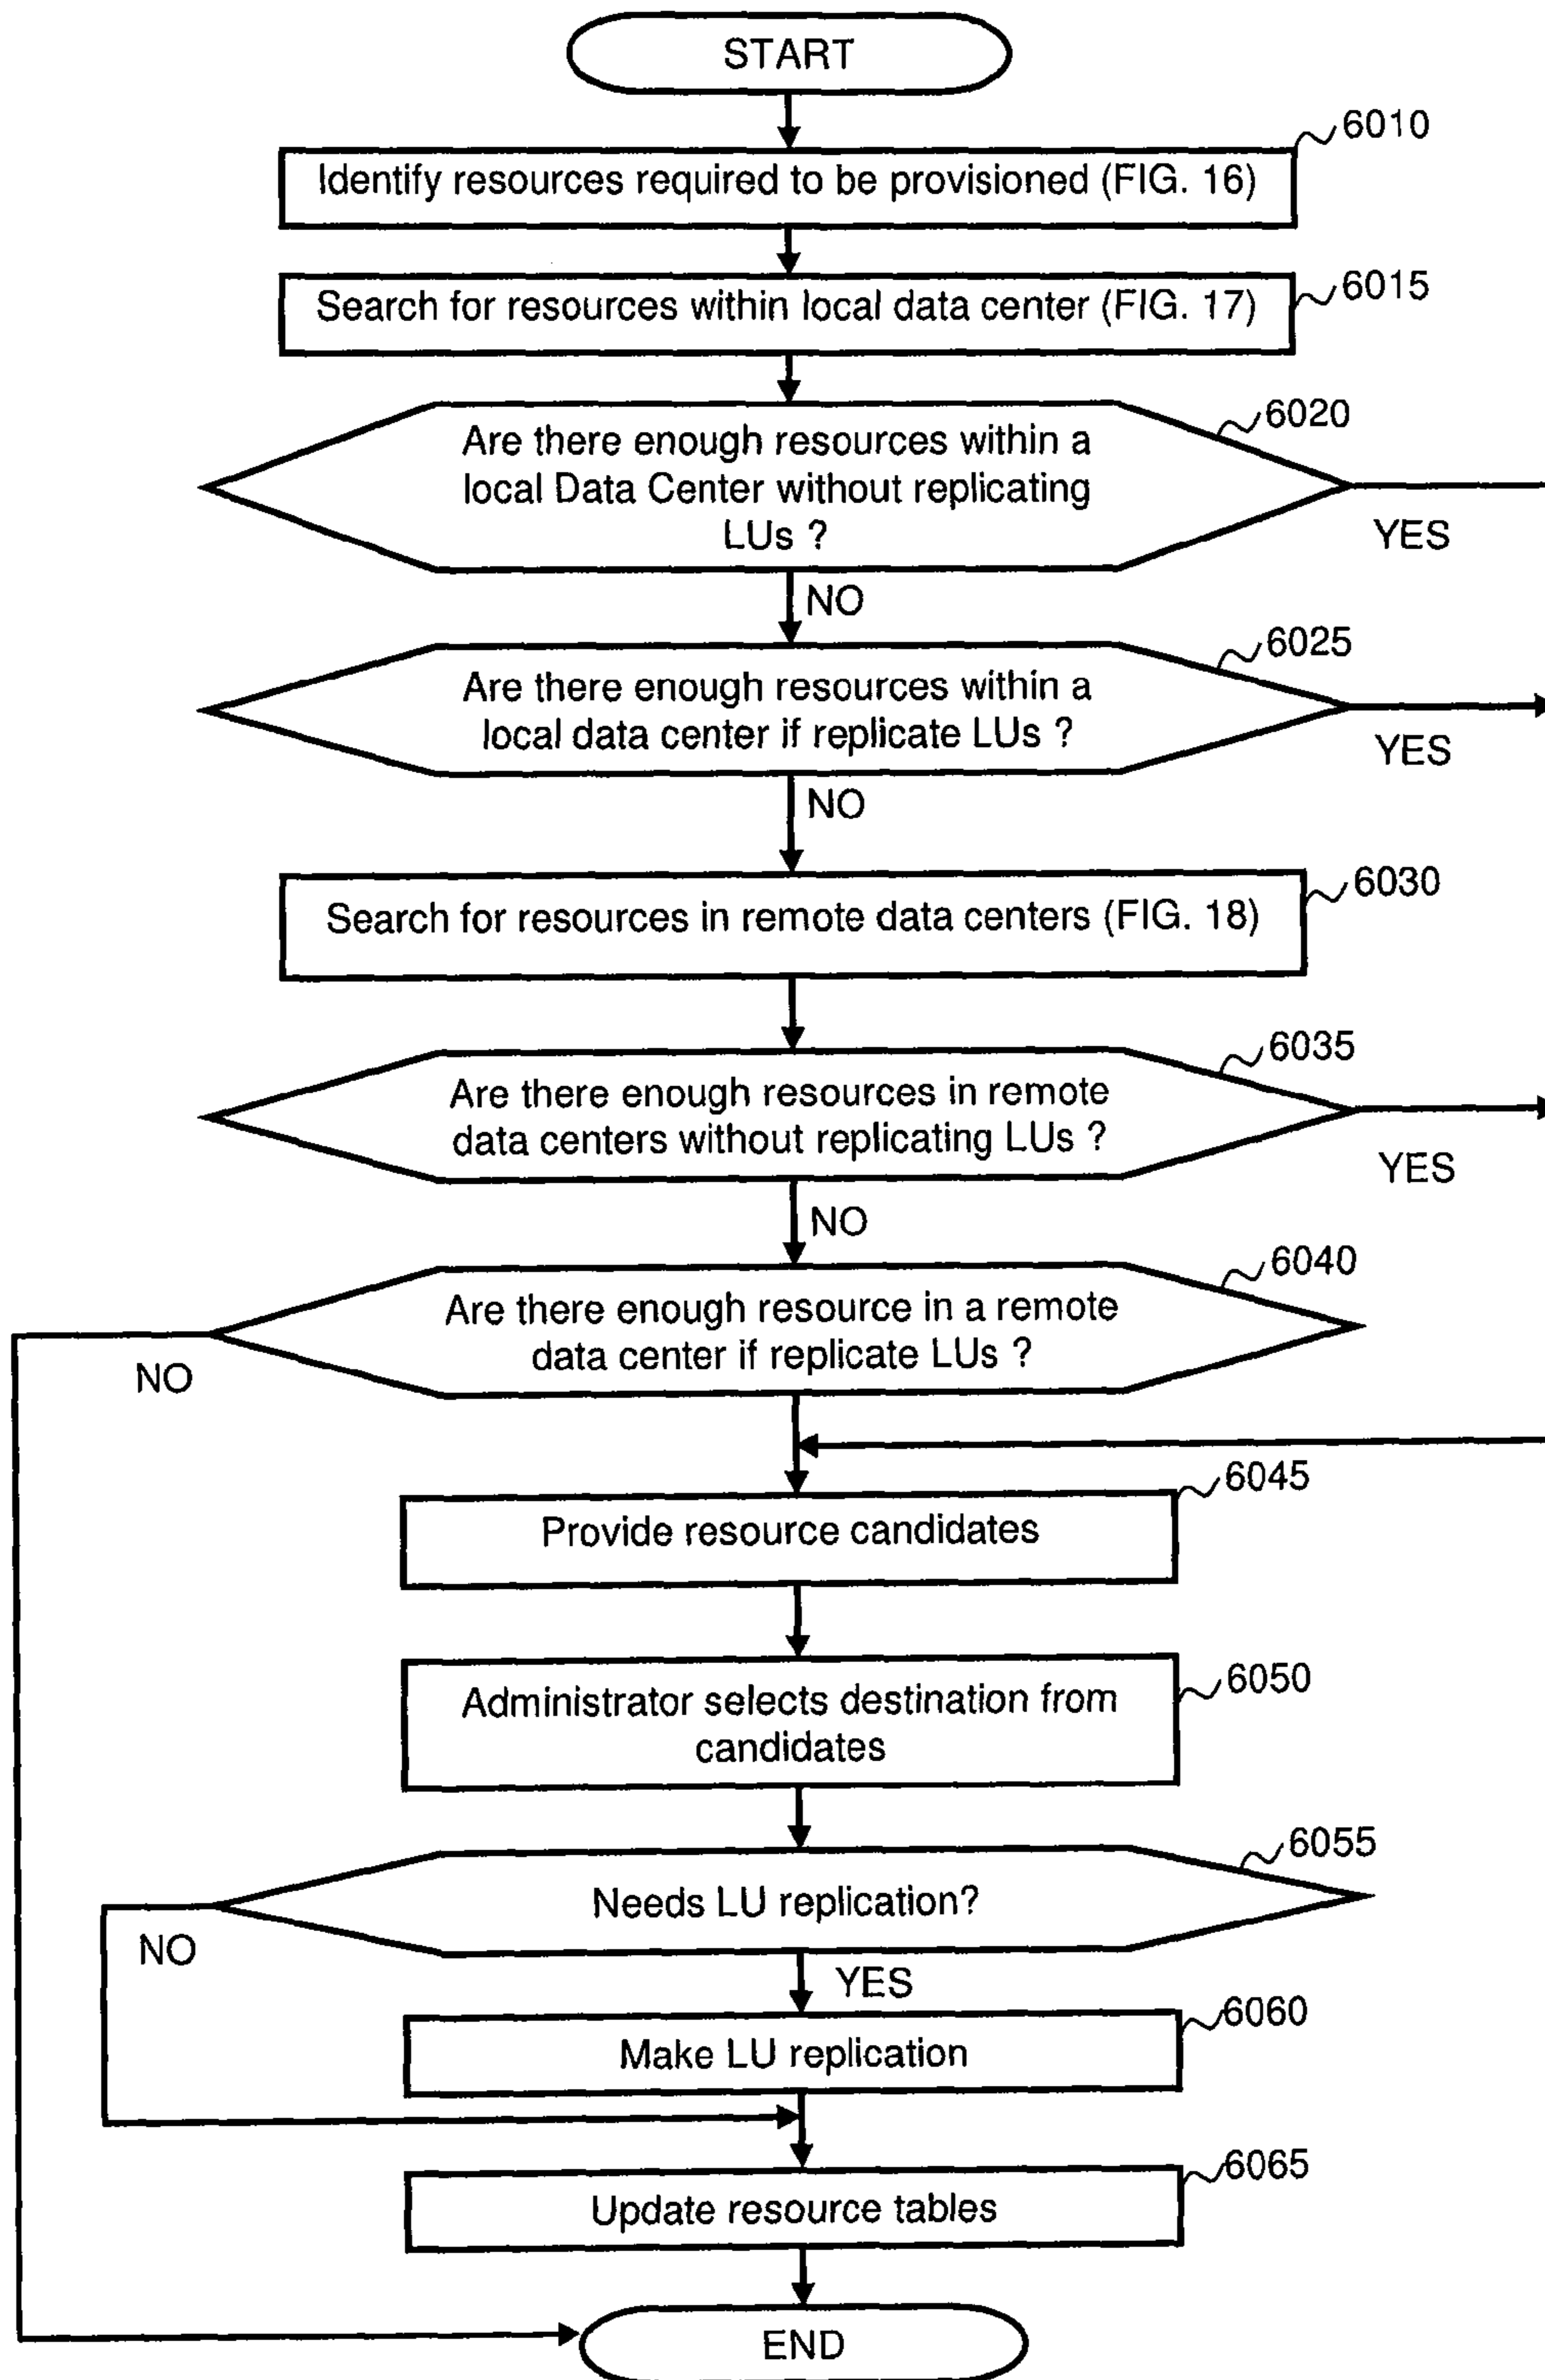 START
6010
Identify resources required to be provisioned (FIG. 16)
6015
Search for resources within local data center (FIG. 17)
6020
Are there enough resources within a
local Data Center without replicating
LUs ?
YES
NO
6025
Are there enough resources within a
local data center if replicate LUs ?
YES
NO
6030
Search for resources in remote data centers (FIG. 18)
6035
Are there enough resources in remote
data centers without replicating LUs ?
YES
NO
6040
Are there enough resource in a remote
data center if replicate LUs ?
NO
6045
Provide resource candidates
6050
Administrator selects destination from
candidates
6055
Needs LU replication?
NO
YES
6060
Make LU replication
6065
Update resource tables
END